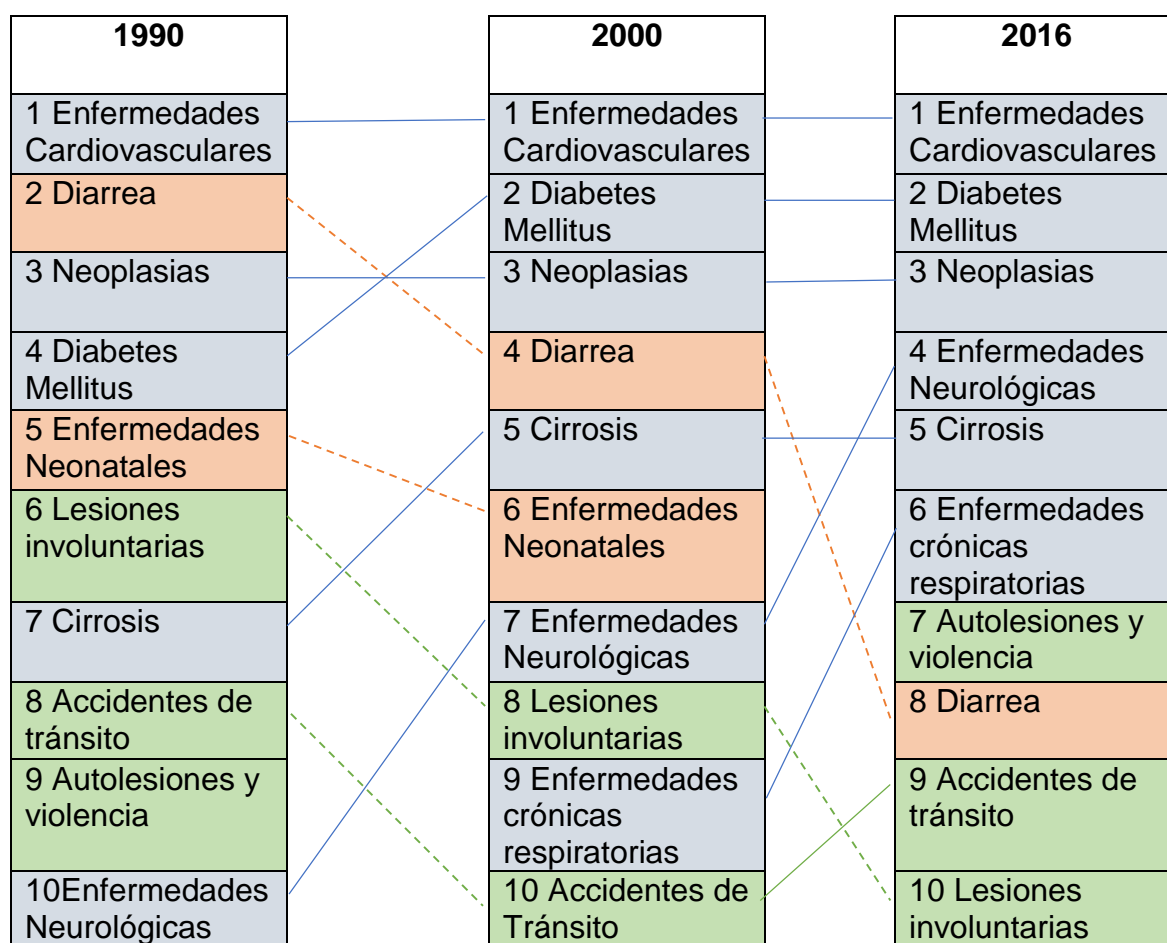 1990
1 Enfermedades
Cardiovasculares
2 Diarrea
3 Neoplasias
4 Diabetes
Mellitus
5 Enfermedades
Neonatales
6 Lesiones
involuntarias
7 Cirrosis
8 Accidentes de
tránsito
9 Autolesiones y
violencia
10Enfermedades
Neurológicas
2000
1 Enfermedades
Cardiovasculares
2 Diabetes
Mellitus
3 Neoplasias
4 Diarrea
5 Cirrosis
6 Enfermedades
Neonatales
7 Enfermedades
Neurológicas
8 Lesiones
involuntarias
9 Enfermedades
crónicas
respiratorias
10 Accidentes de
Tránsito
2016
1 Enfermedades
Cardiovasculares
2 Diabetes
Mellitus
3 Neoplasias
4 Enfermedades
Neurológicas
5 Cirrosis
6 Enfermedades
crónicas
respiratorias
7 Autolesiones y
violencia
8 Diarrea
9 Accidentes de
tránsito
10 Lesiones
involuntarias